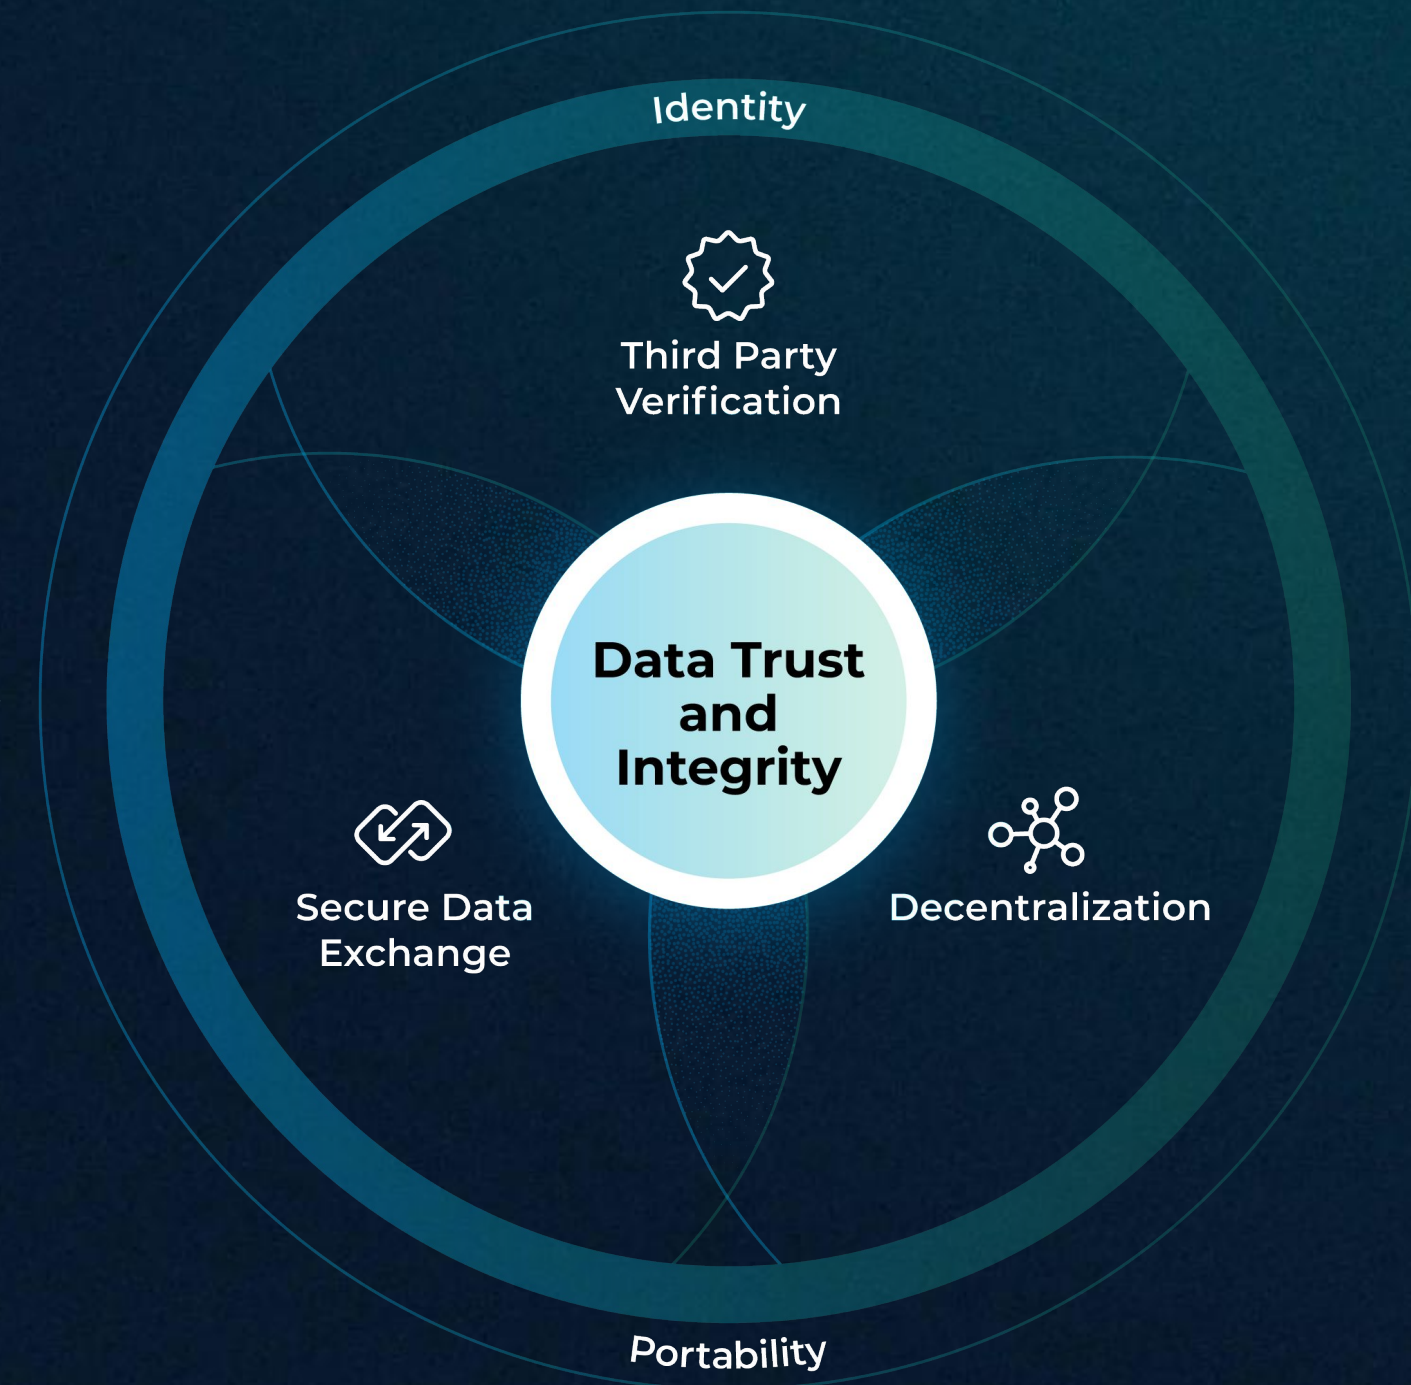 Identity
Third Party
Verification
Data Trust
and
Integrity
Secure Data
Exchange
Decentralization
Portability